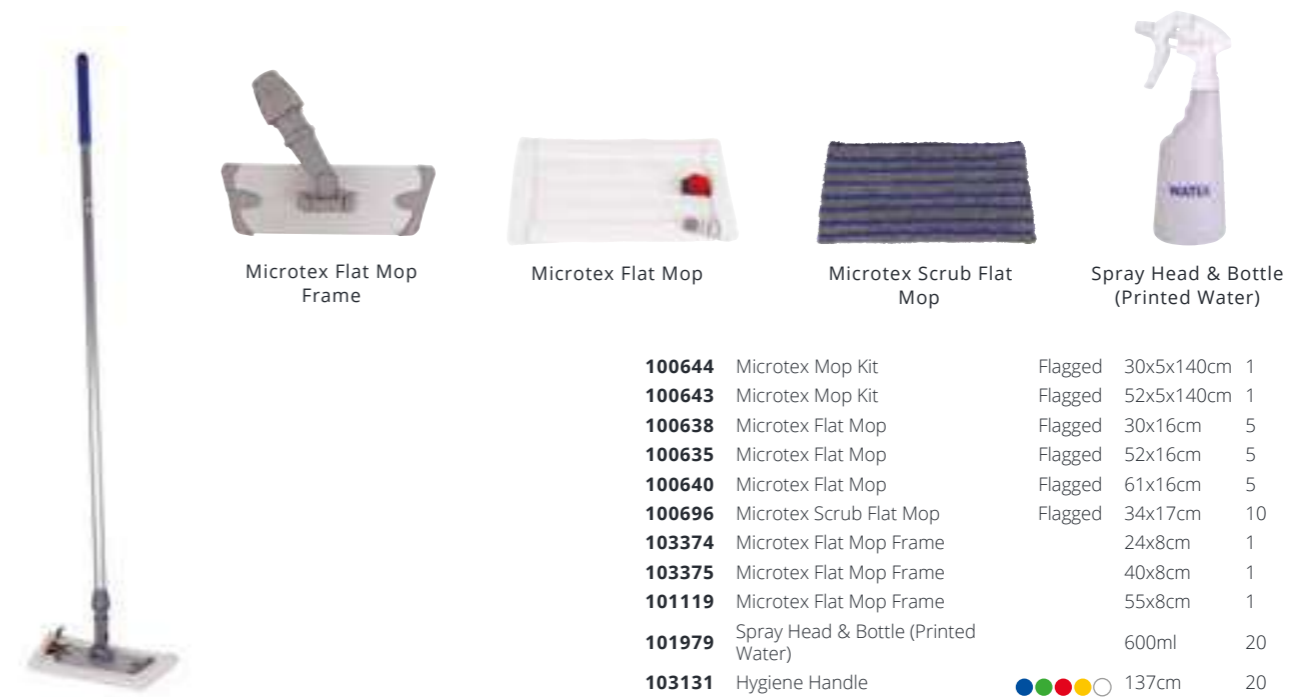 WATER
Microtex Flat Mop
Frame
Microtex Flat Mop
Microtex Scrub Flat
Mop
Spray Head & Bottle
(Printed Water)
100644 Microtex Mop Kit Flagged 30x5x140cm 1
100643 Microtex Mop Kit Flagged 52x5x140cm 1
100638 Microtex Flat Mop Flagged 30x16cm 5
100635 Microtex Flat Mop Flagged 52x16cm 5
100640 Microtex Flat Mop Flagged 61x16cm 5
100696 Microtex Scrub Flat Mop Flagged 34x17cm 10
103374 Microtex Flat Mop Frame 24x8cm 1
103375 Microtex Flat Mop Frame 40x8cm 1
101119 Microtex Flat Mop Frame 55x8cm 1
101979 Spray Head & Bottle (Printed
Water) 600ml 20
103131 Hygiene Handle 137cm 20